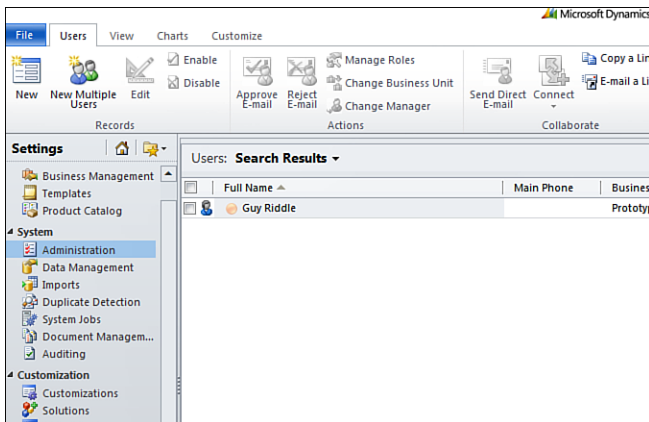 Microsoft Dynamics
File Users View Charts Customize
New
New Multiple Users
Edit
Enable
Disable
Records
Approve E-mail
Reject E-mail
Manage Roles
Change Business Unit
Change Manager
Actions
Send Direct E-mail
Connect
Copy a Lin
E-mail a Li
Collaborate
Settings
Business Management
Templates
Product Catalog
System
Administration
Data Management
Imports
Duplicate Detection
System Jobs
Document Managem...
Auditing
Customization
Customizations
Solutions
Users: Search Results
Full Name Main Phone Busines
Guy Riddle Prototyp